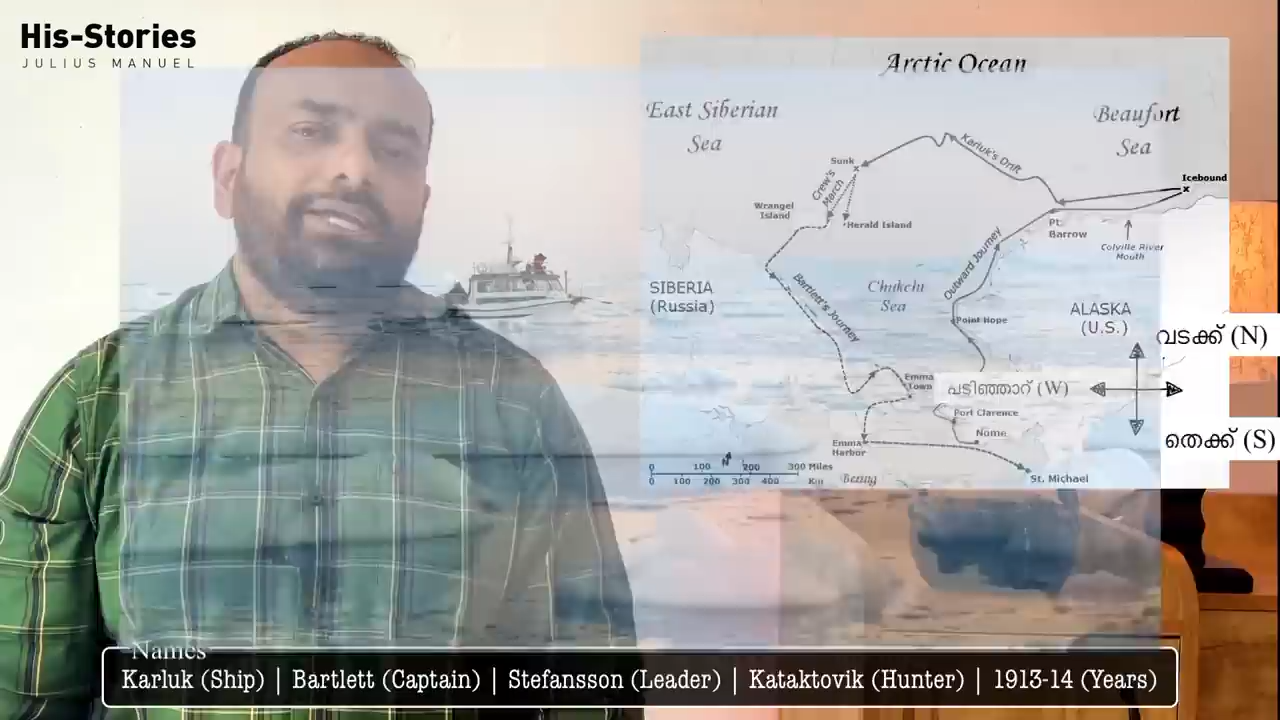 His-Stories
JULIUS MANUEL
Arctic Ocean
East Siberian
Sea
Beaufort
Sea
Karluk's Drift
Sunk
Crew's
March
Icebound
Wrangel
Island
Herald Island
Pt.
Barrow
Colville River
Mouth
Outward Journey
SIBERIA
(Russia)
Bartlett's Journey
Chukchi
Sea
ALASKA
(U.S.)
Point Hope
വടക്ക് (N)
Emma
Town
പടിഞ്ഞാറ് (W)
Port Clarence
Nome
തെക്ക് (S)
Emma
Harbor
N
0 100 200 300 Miles
0 100 200 300 400 Km
Bering
St. Michael
Names
Karluk (Ship) | Bartlett (Captain) | Stefansson (Leader) | Kataktovik (Hunter) | 1913-14 (Years)